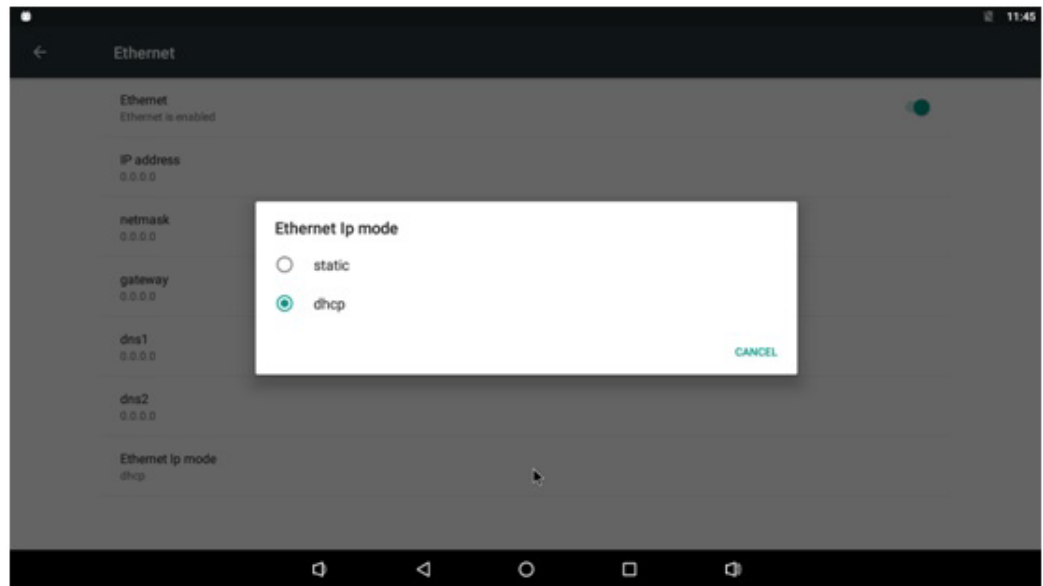 11:45
Ethernet
Ethernet
Ethernet is enabled
IP address
0.0.0.0
netmask
0.0.0.0
gateway
0.0.0.0
dns1
0.0.0.0
dns2
0.0.0.0
Ethernet Ip mode
dhcp
Ethernet Ip mode
static
dhcp
CANCEL